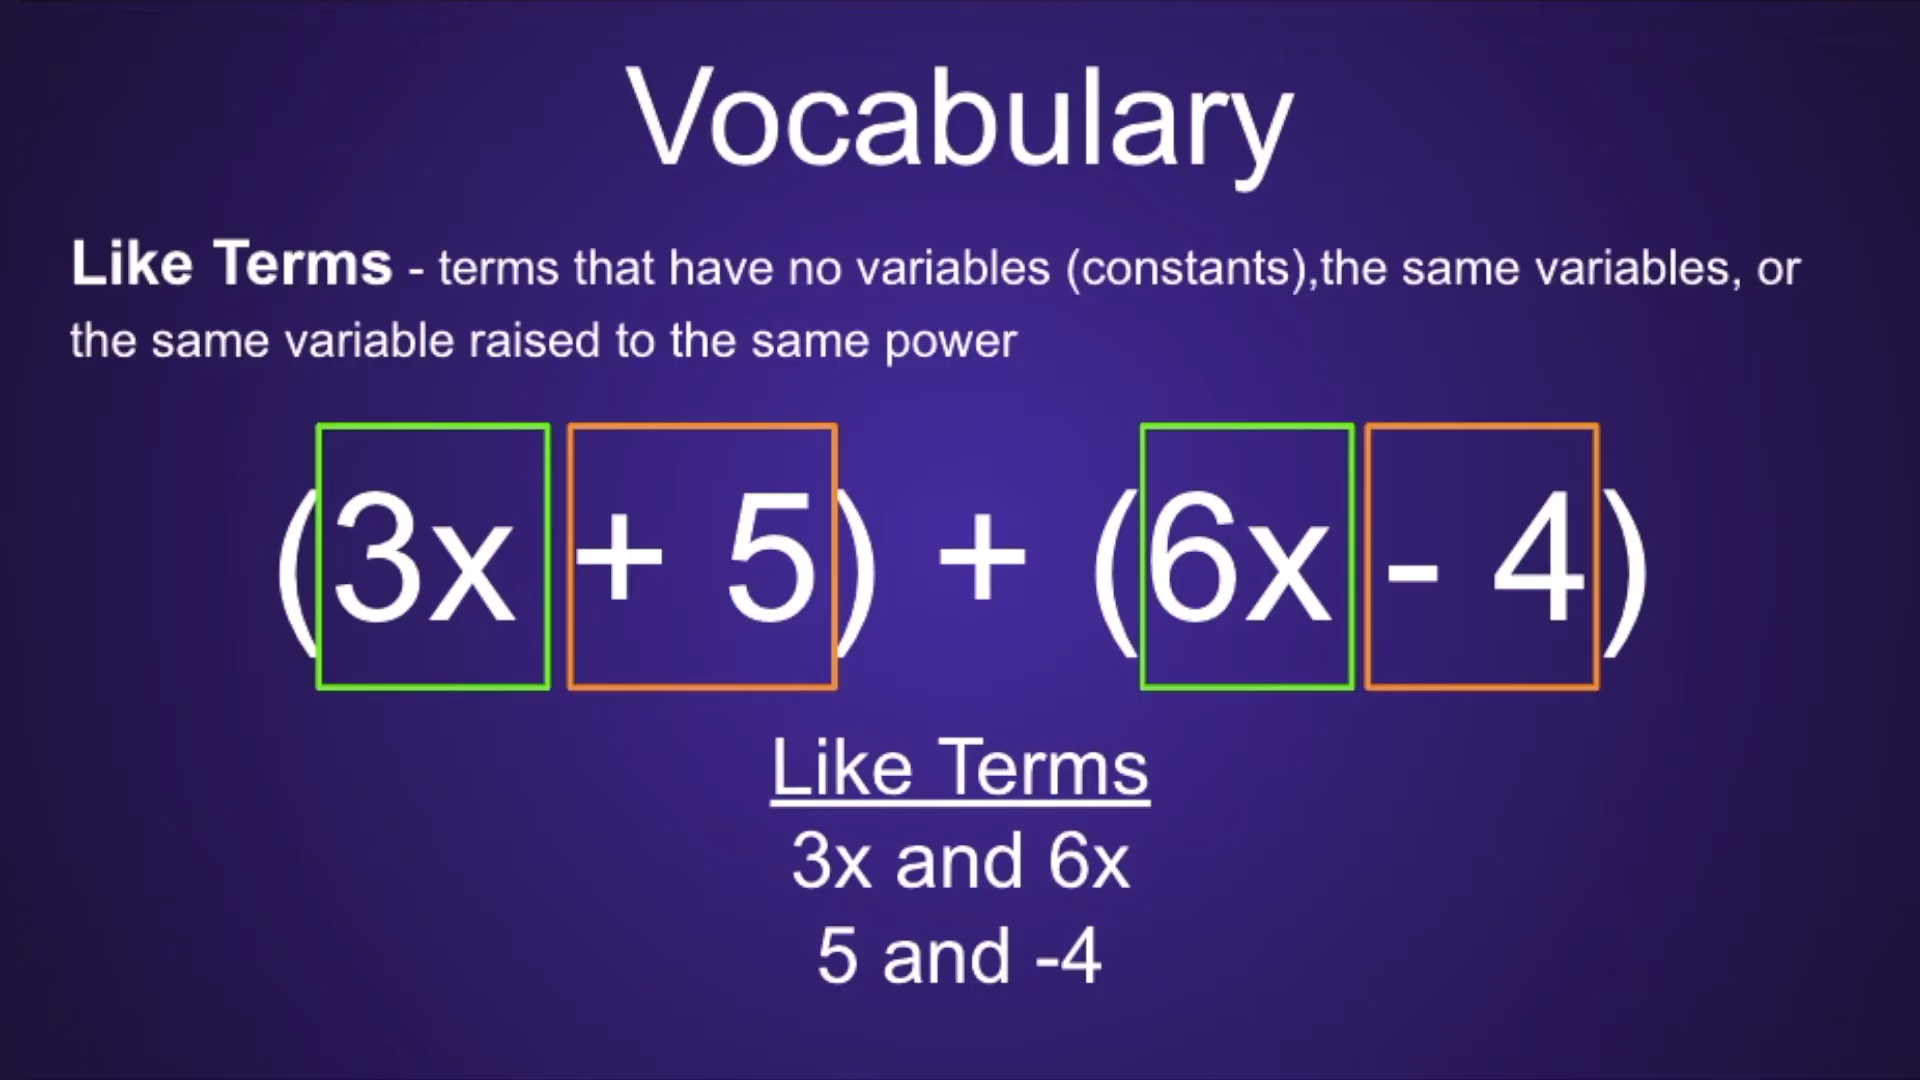 Vocabulary
Like Terms - terms that have no variables (constants),the same variables, or
the same variable raised to the same power
(3x + 5) + (6x - 4)
Like Terms
3x and 6x
5 and -4